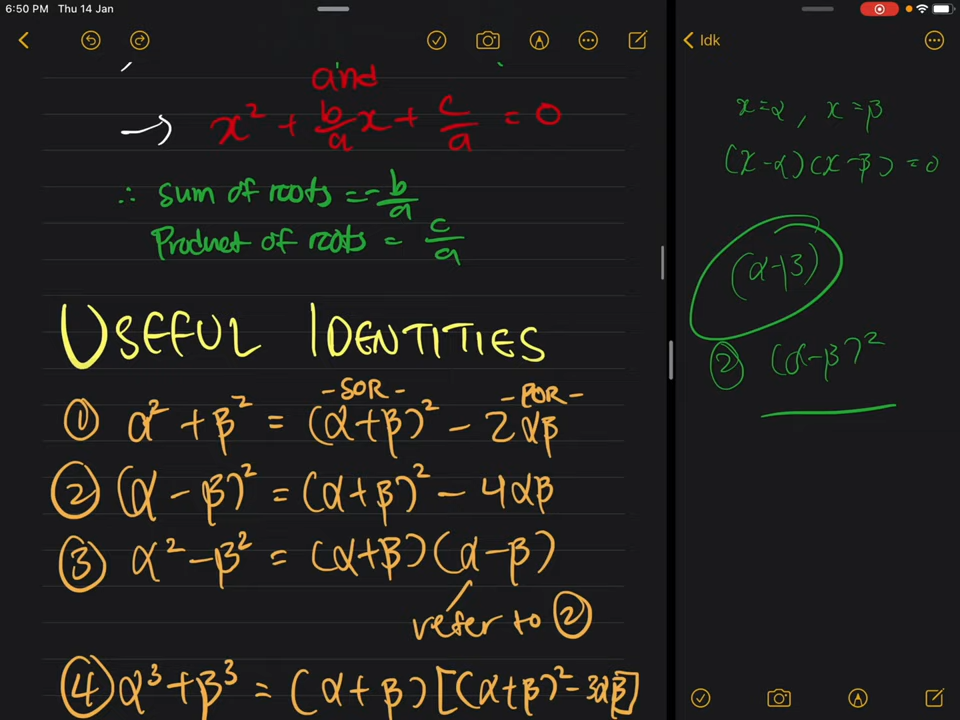 6:50 PM Thu 14 Jan
and
→ x² + b/a x + c/a = 0
∴ sum of roots = -b/a
Product of roots = c/a
USEFUL IDENTITIES
-SOR- -POR-
① α² + β² = (α+β)² - 2αβ
② (α - β)² = (α+β)² - 4αβ
③ α² - β² = (α+β)(α-β)
refer to ②
④ α³+β³ = (α+β)[(α+β)² - 3αβ]
Idk
x=α, x=β
(x-α)(x-β) = 0
(α-β)
② (α-β)²